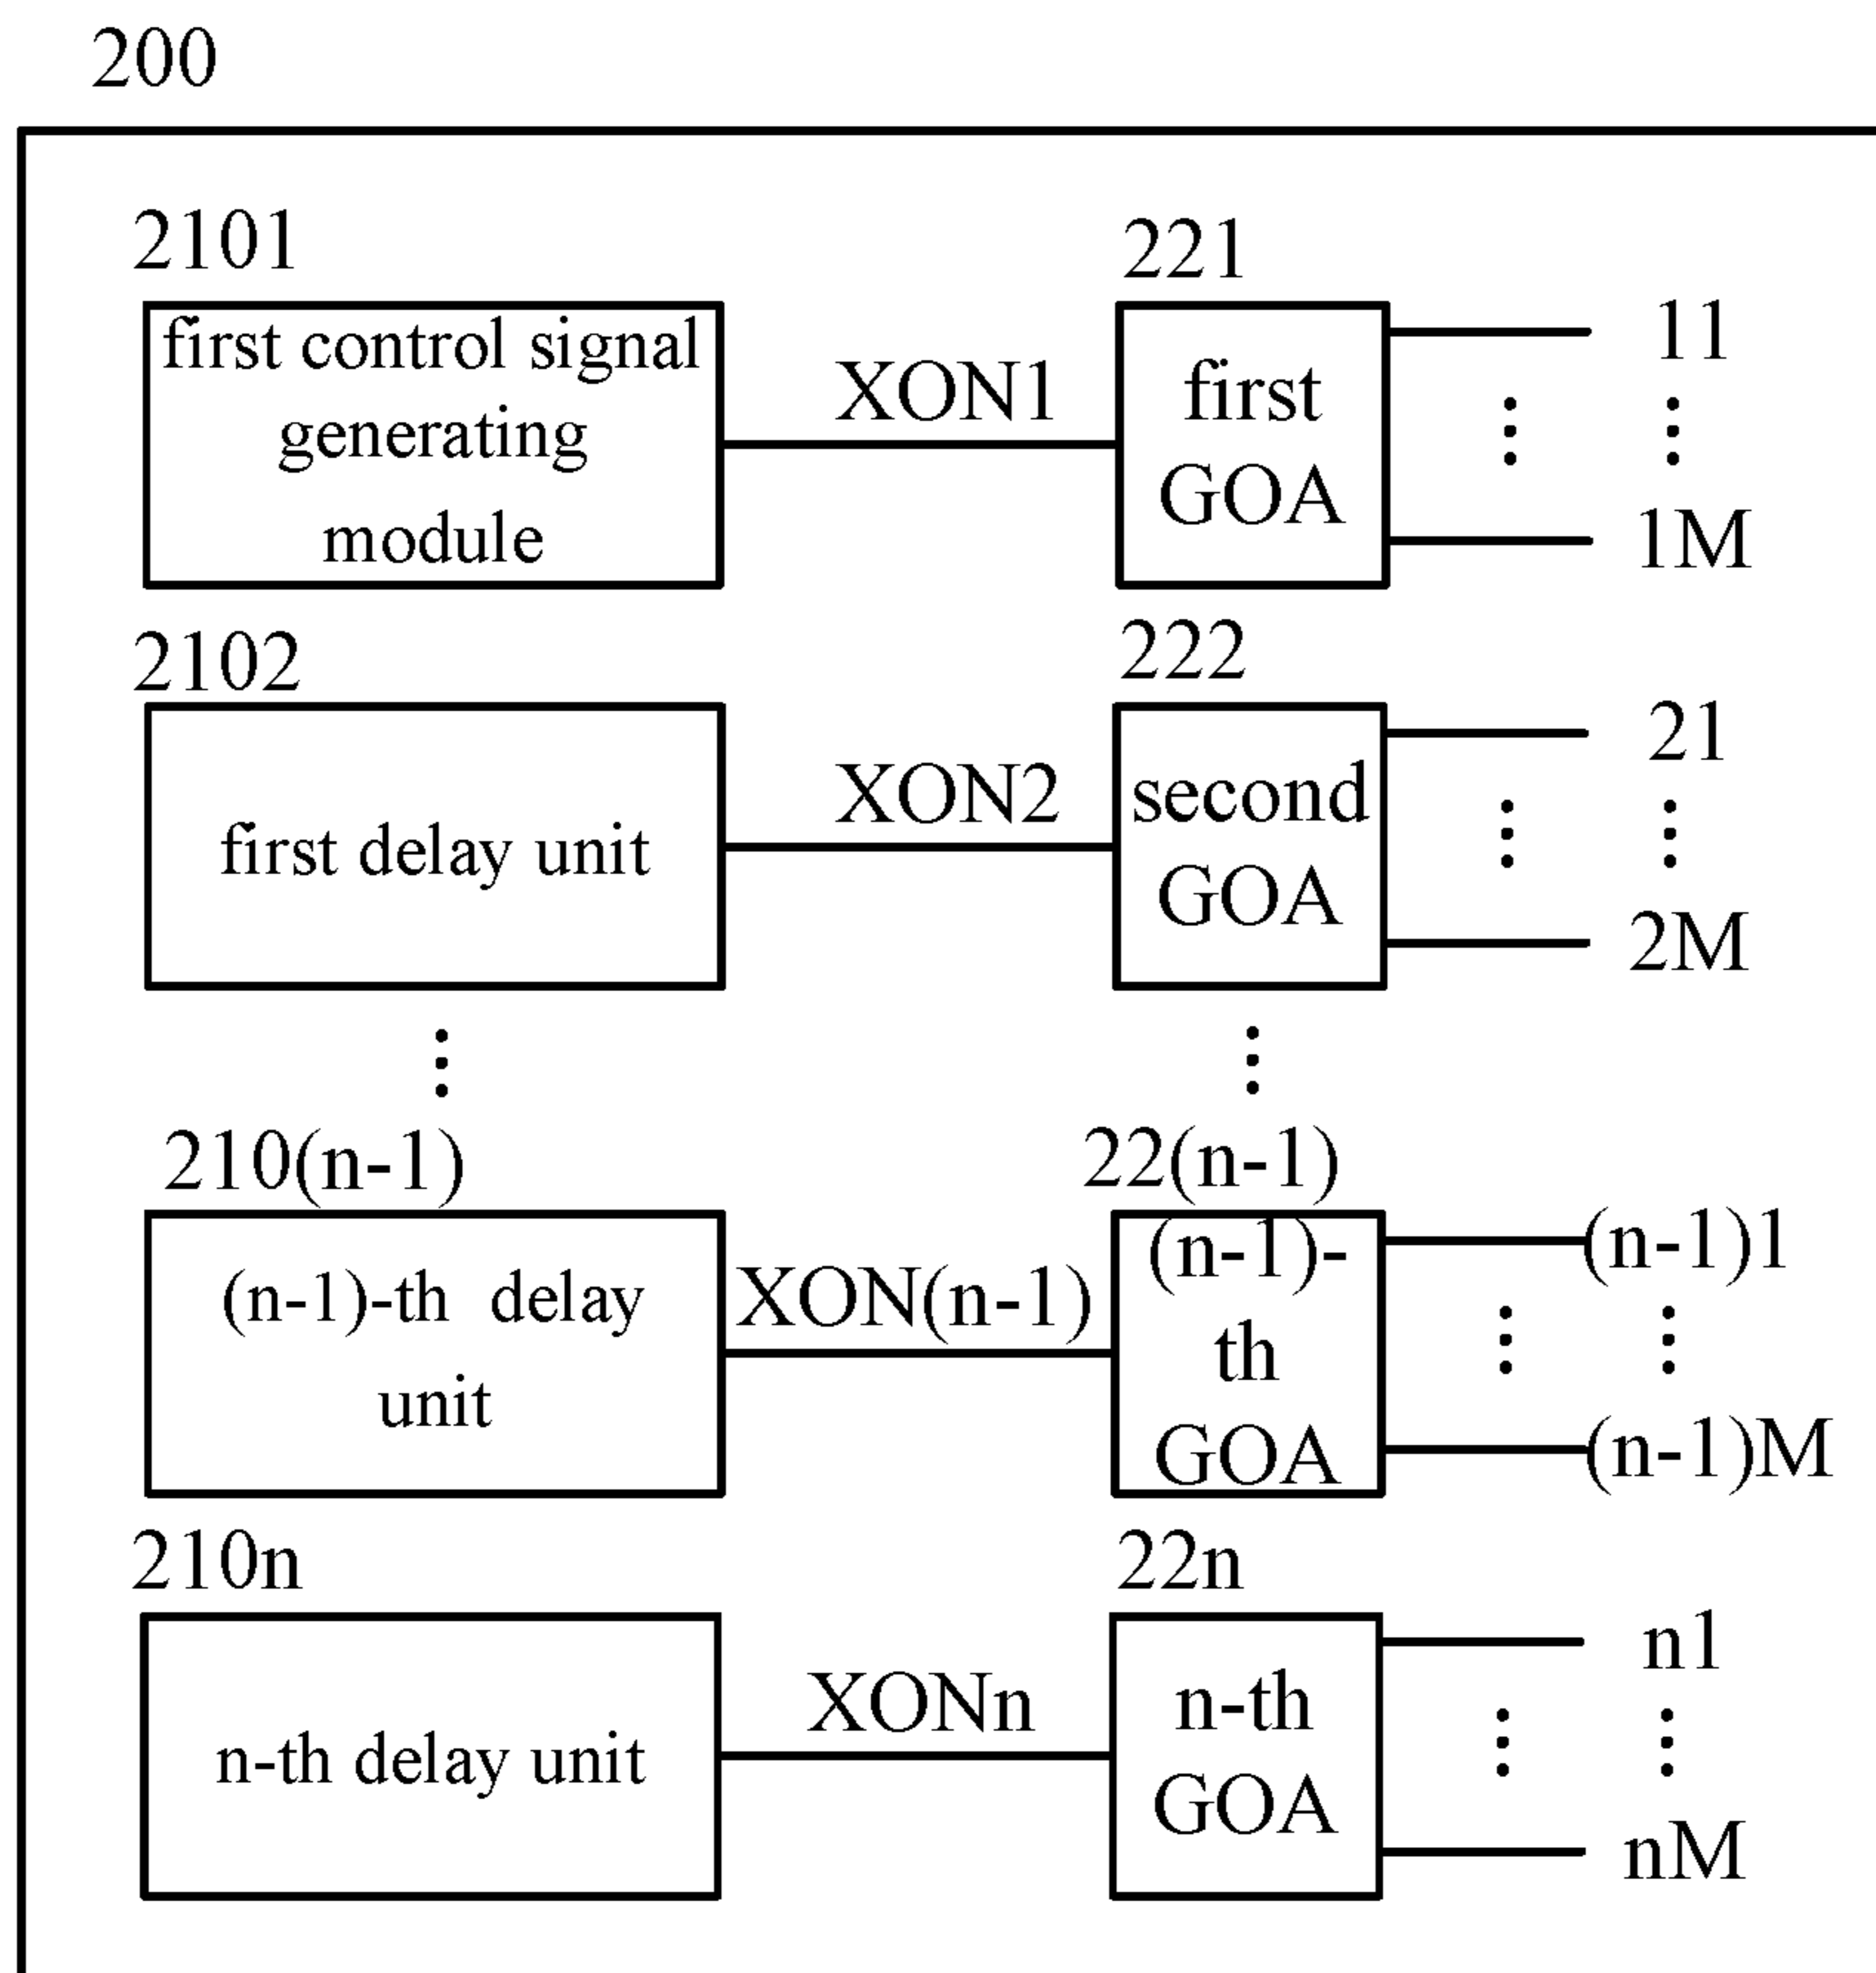 200
2101
first control signal
generating
module
XON1
221
first
GOA
11
1M
2102
first delay unit
XON2
222
second
GOA
21
2M
210(n-1)
(n-1)-th delay
unit
XON(n-1)
22(n-1)
(n-1)-
th
GOA
(n-1)1
(n-1)M
210n
n-th delay unit
XONn
22n
n-th
GOA
n1
nM